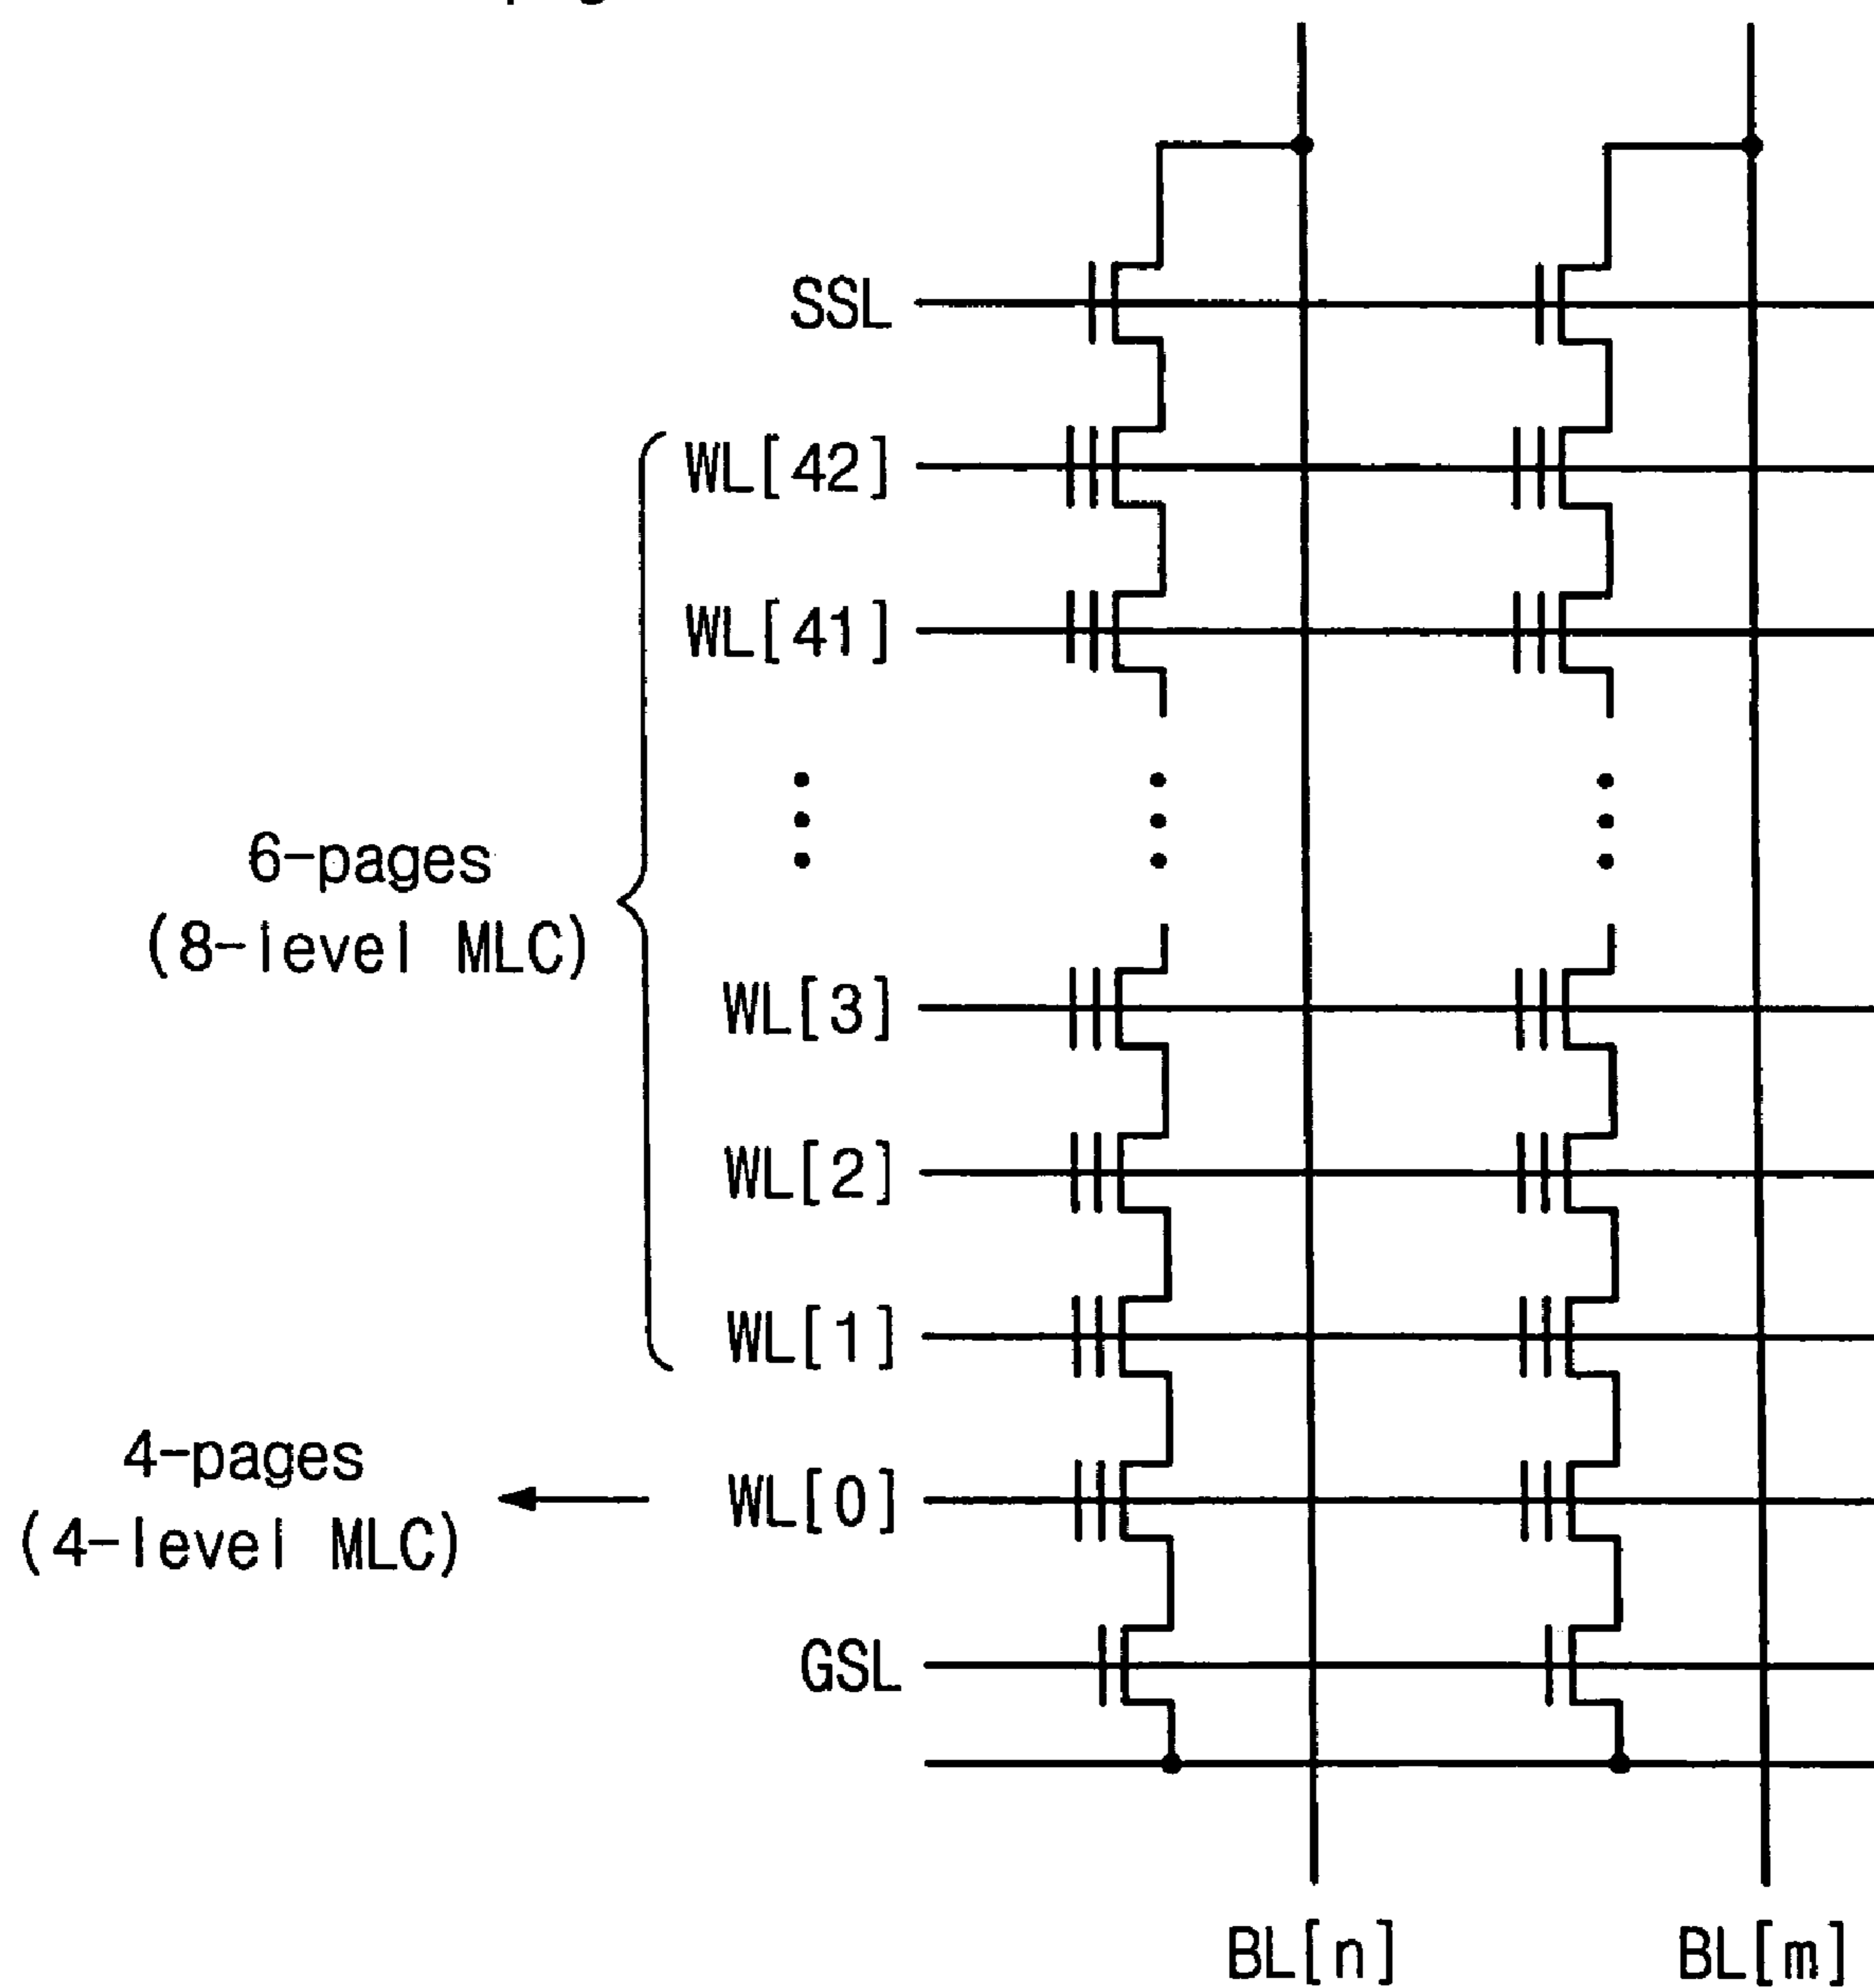 SSL
WL[42]
WL[41]
6-pages
(8-level MLC)
WL[3]
WL[2]
WL[1]
4-pages
(4-level MLC)
WL[0]
GSL
BL[n]
BL[m]